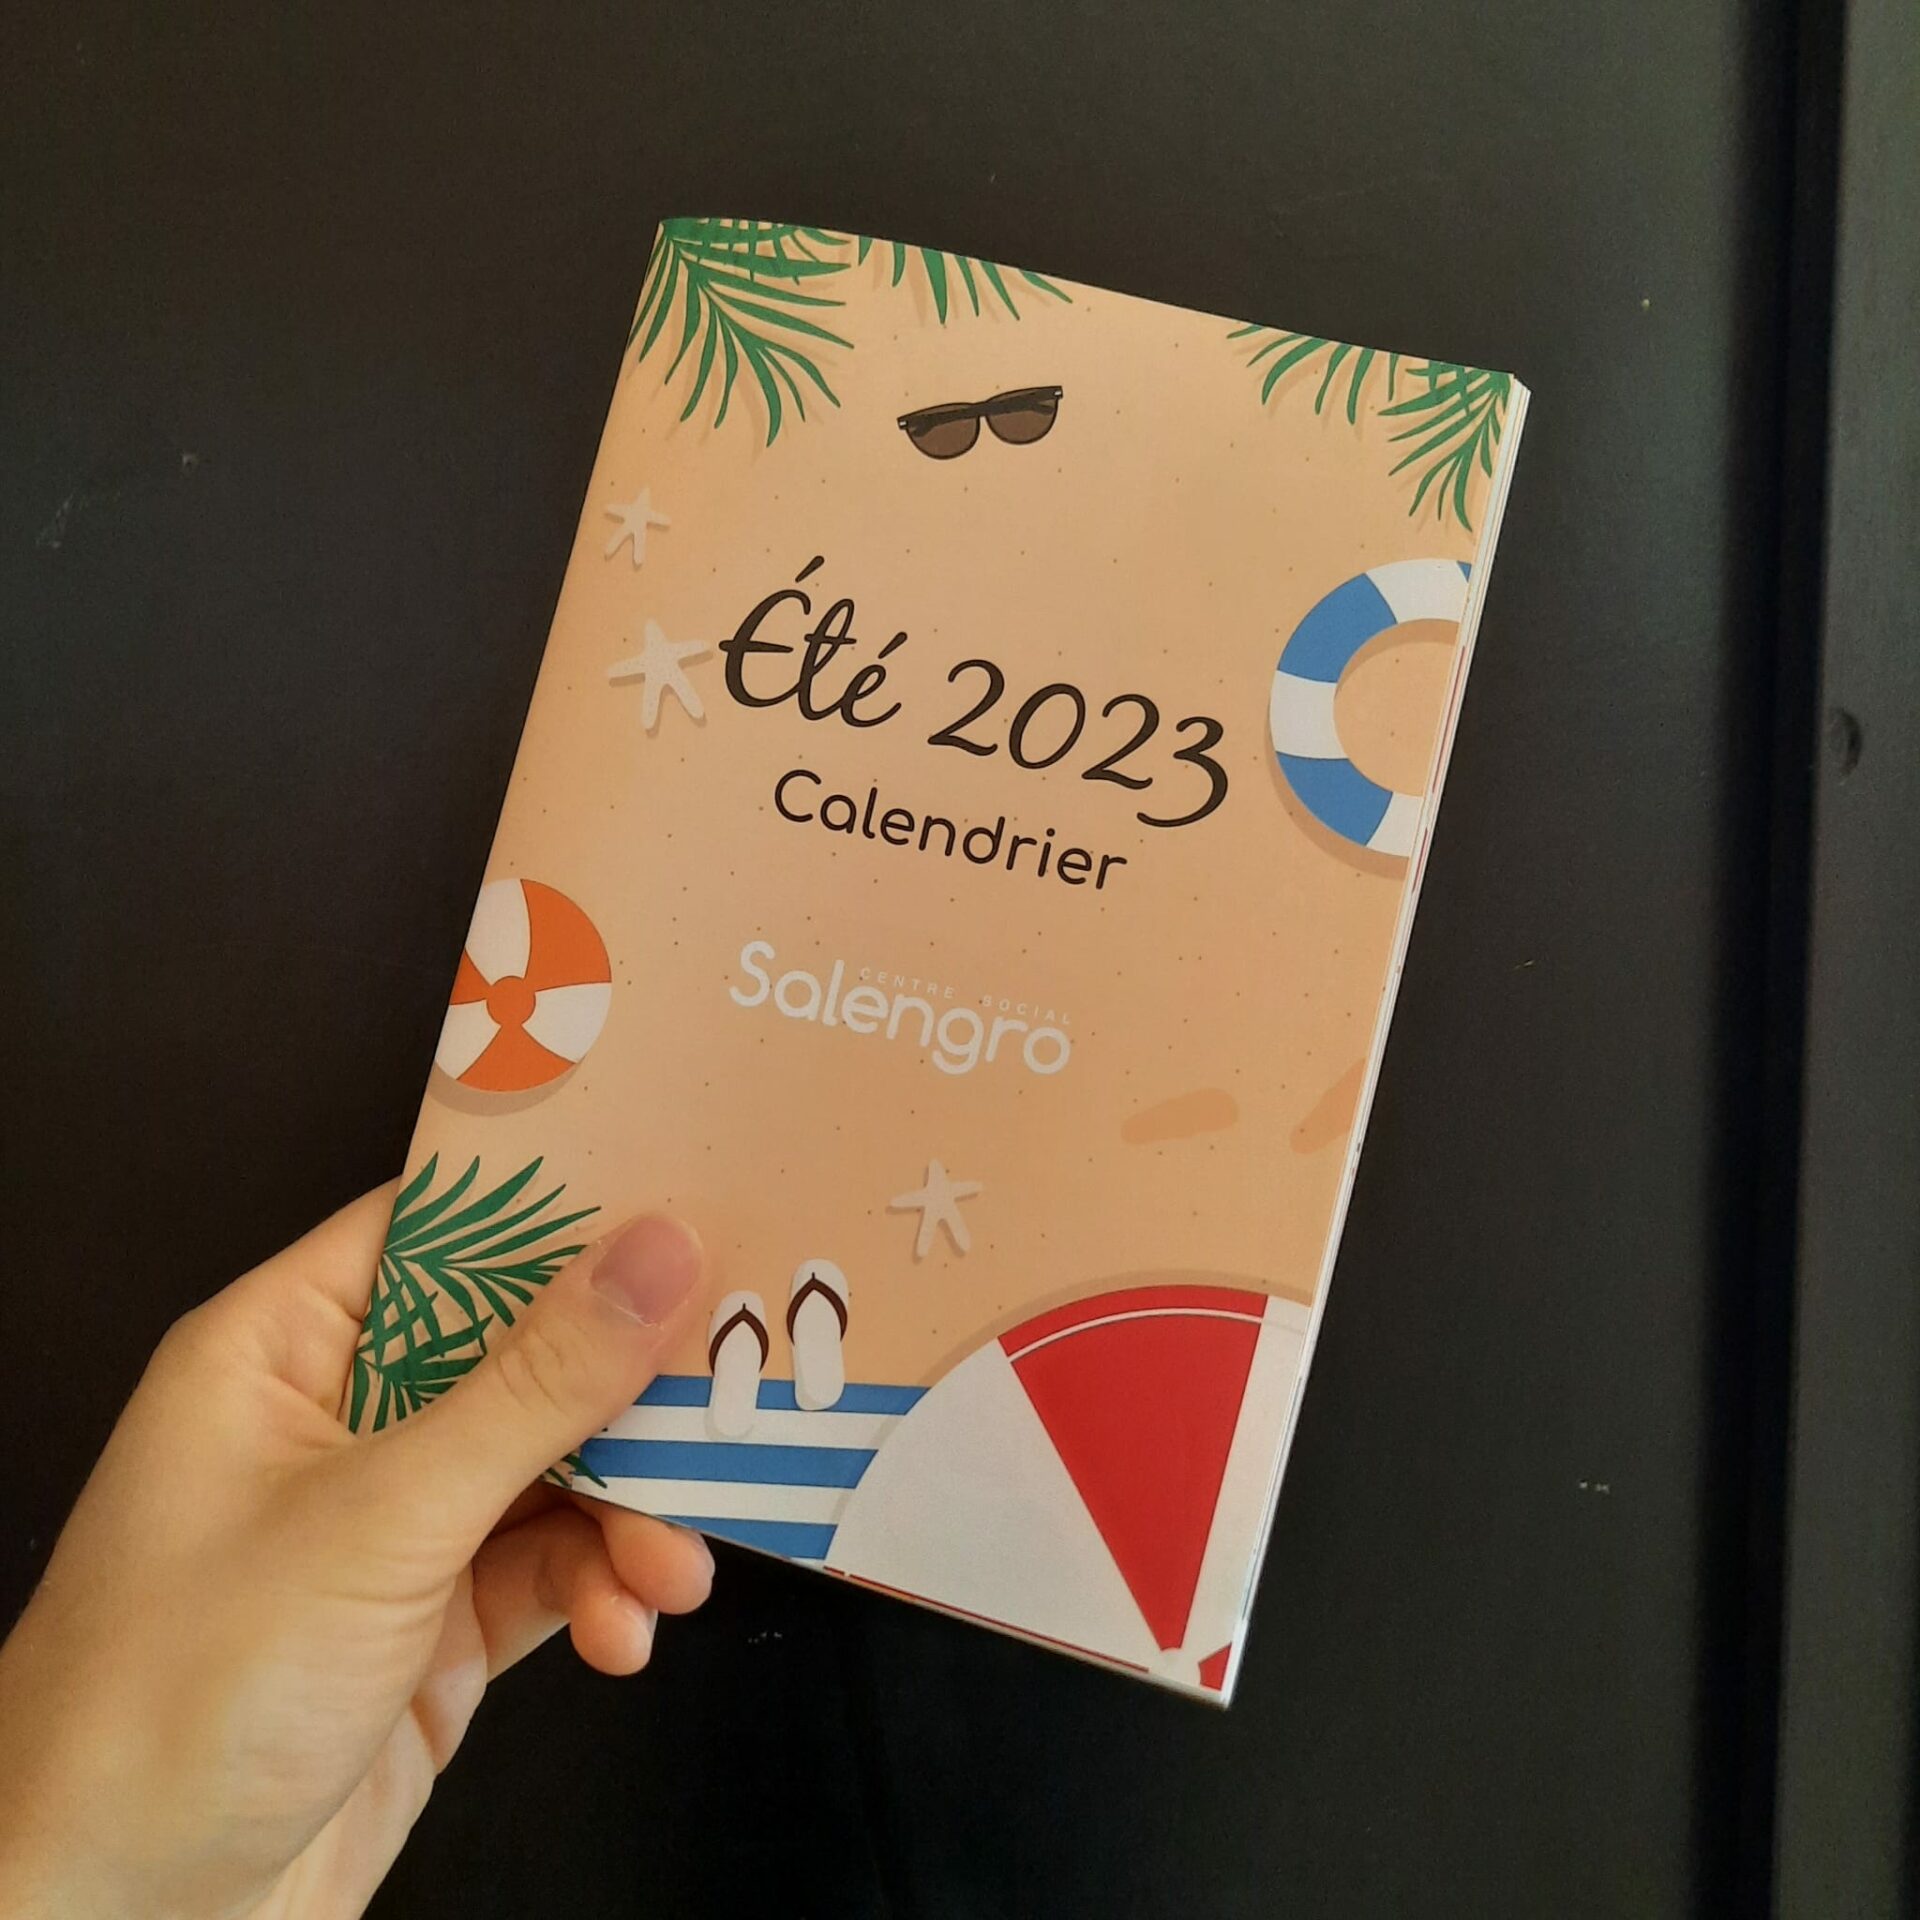 Été 2023
Calendrier
CENTRE SOCIAL
Salengro